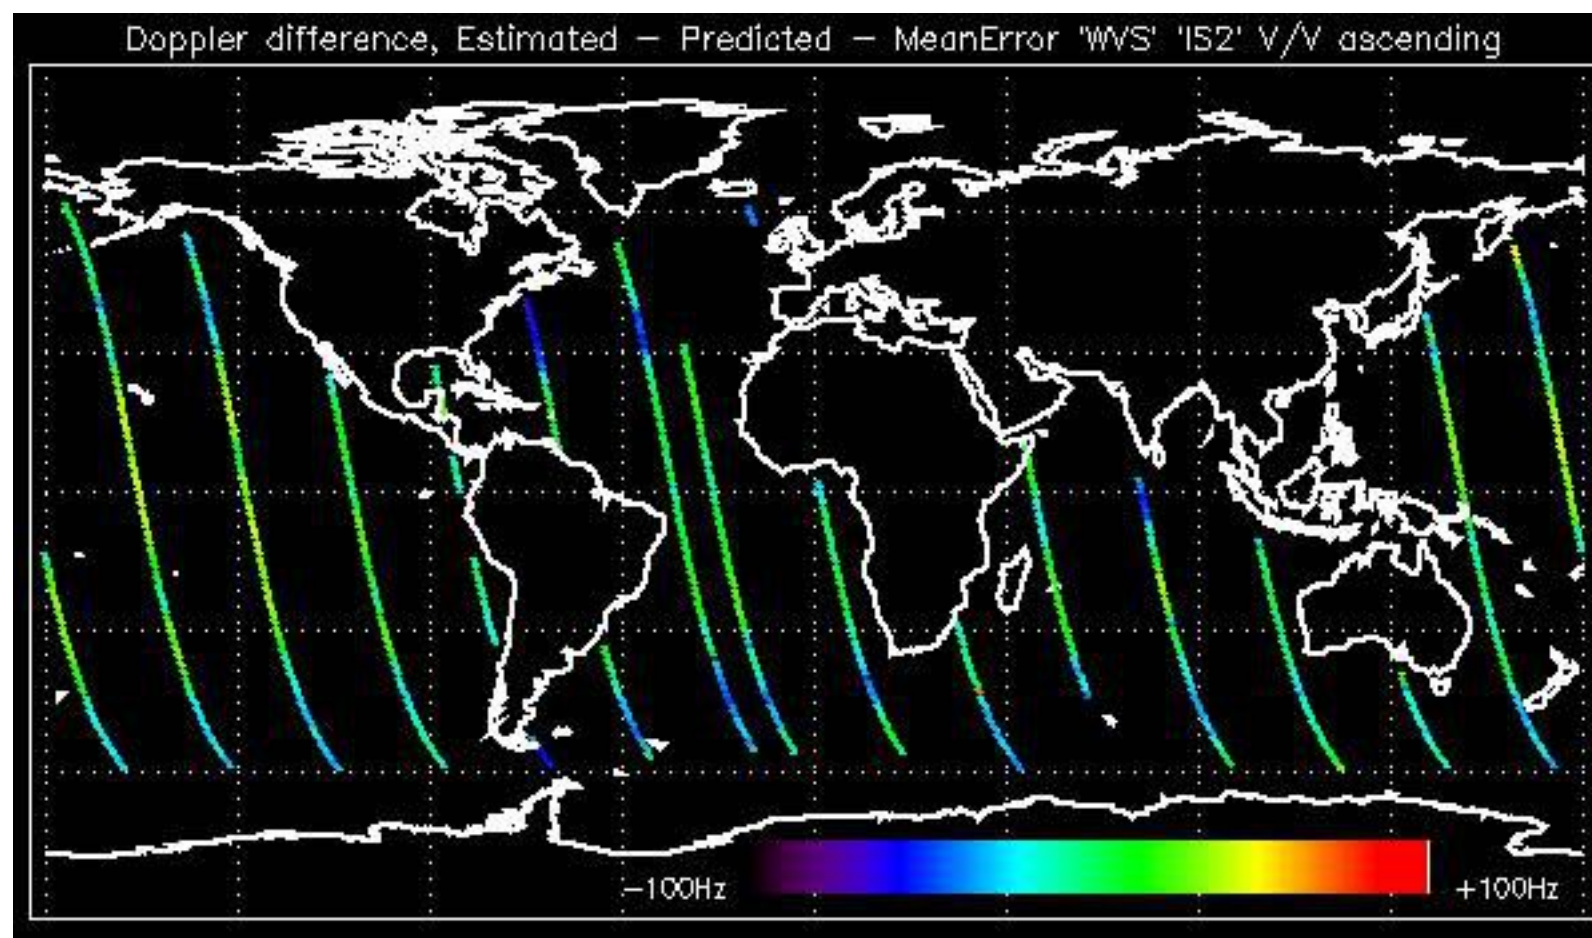 Doppler difference, Estimated – Predicted – MeanError 'WVS' 'IS2' V/V ascending
−100Hz +100Hz